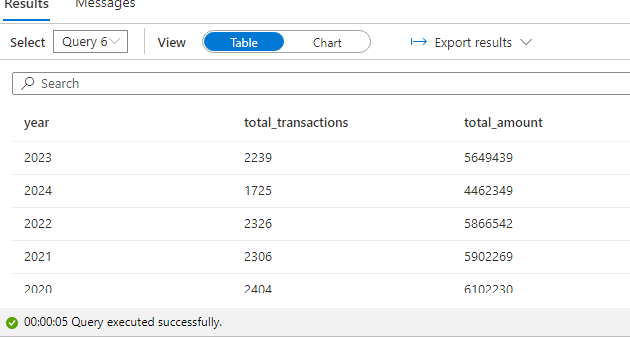 Results Messages
Select Query 6 View Table Chart Export results
Search
year total_transactions total_amount
2023 2239 5649439
2024 1725 4462349
2022 2326 5866542
2021 2306 5902269
2020 2404 6102230
00:00:05 Query executed successfully.